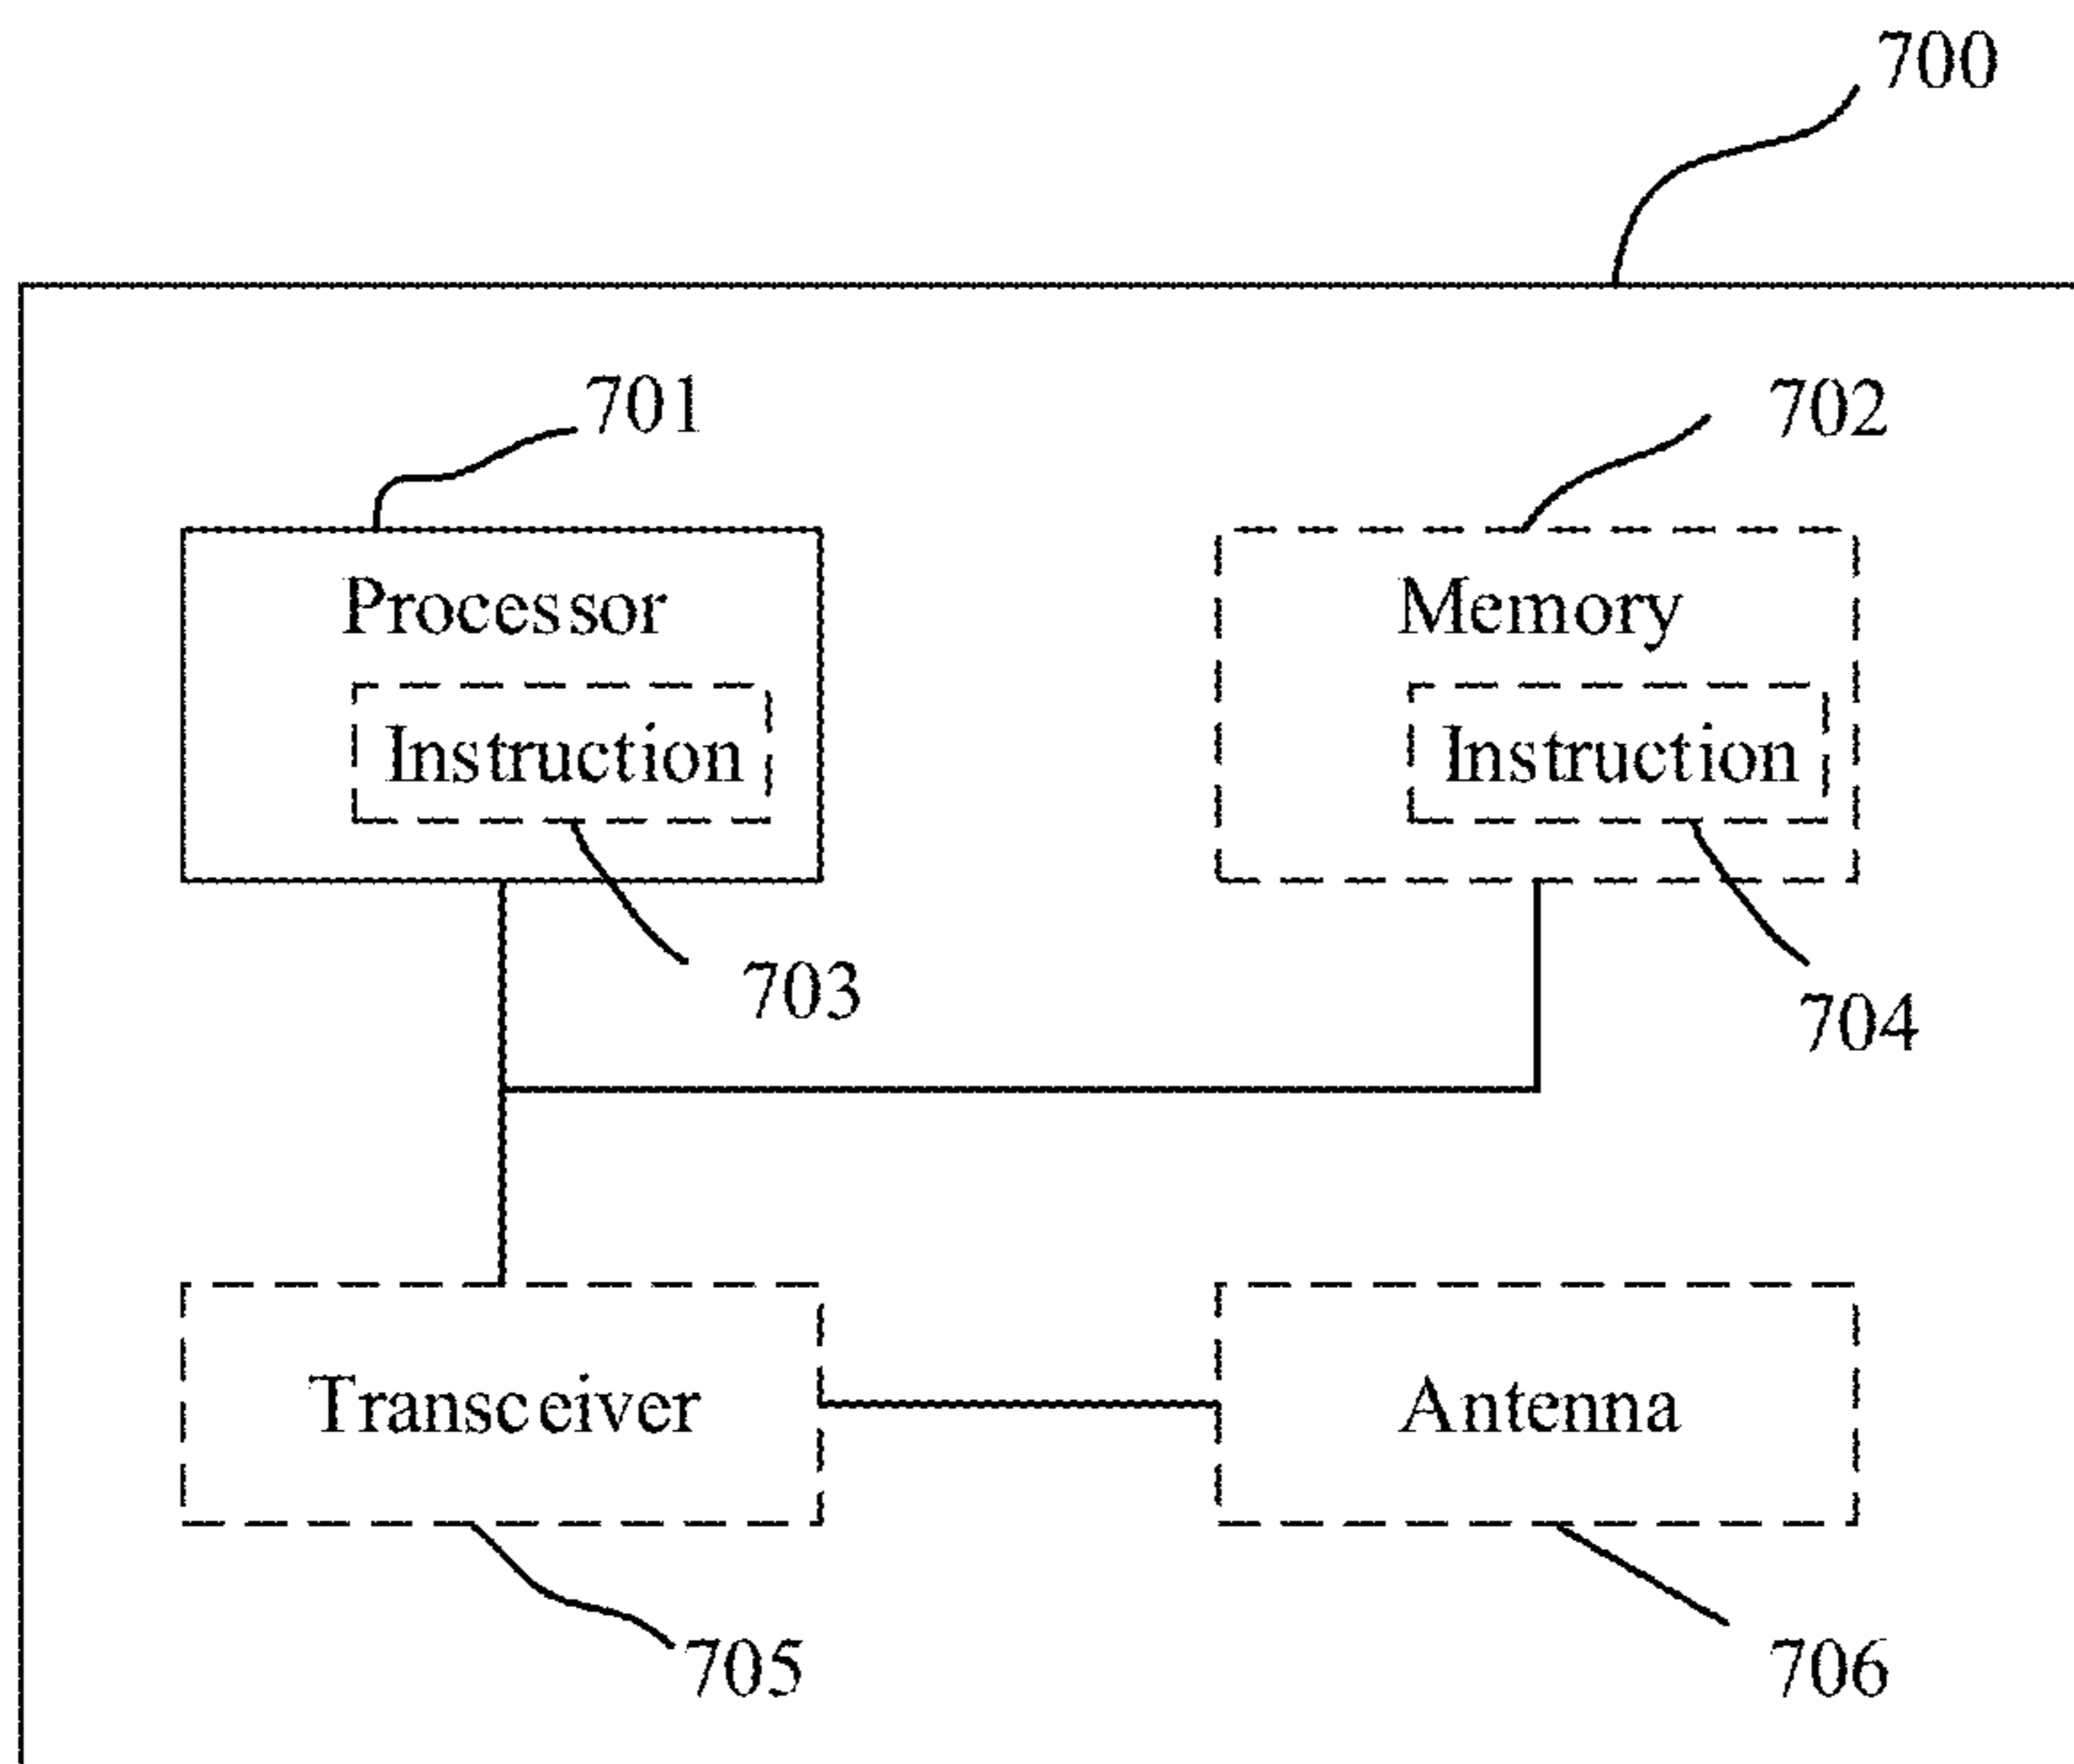 700
701
702
Processor
Memory
Instruction
Instruction
703
704
Transceiver
Antenna
705
706